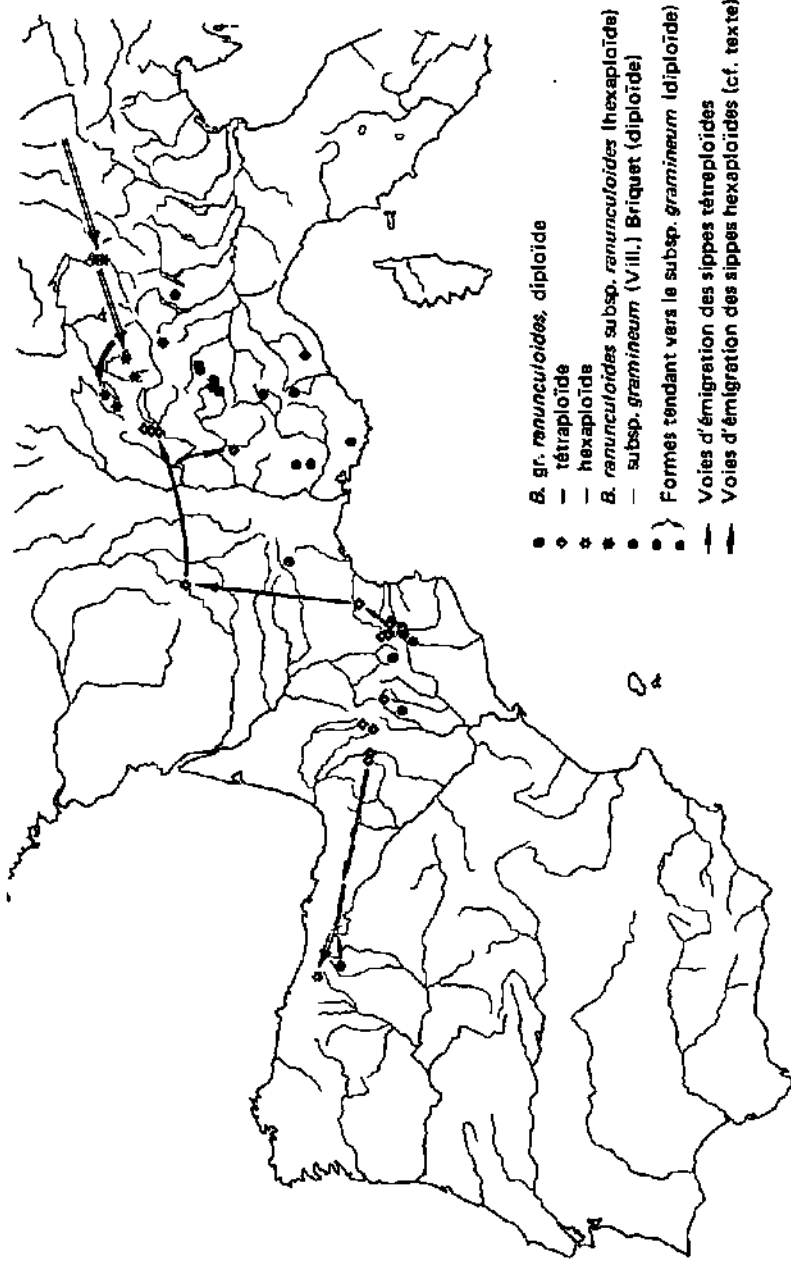 B. gr. ranunculoides, diploïde
— tétraploïde
— hexaploïde
B. ranunculoides subsp. ranunculoides (hexaploïde)
— subsp. gramineum (Vill.) Briquet (diploïde)
Formes tendant vers le subsp. gramineum (diploïde)
Voies d'émigration des sippes tétraploïdes
Voies d'émigration des sippes hexaploïdes (cf. texte)